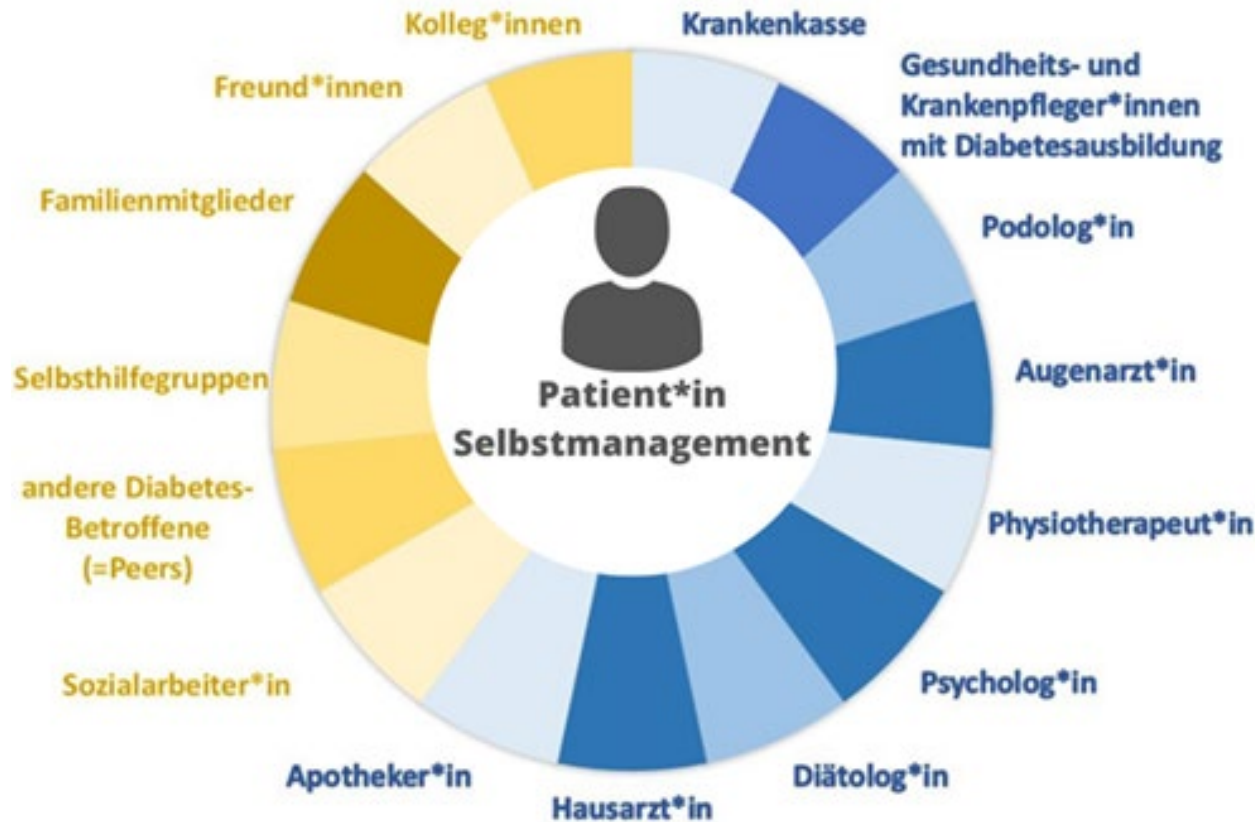 Kolleg*innen
Krankenkasse
Freund*innen
Gesundheits- und
Krankenpfleger*innen
mit Diabetesausbildung
Familienmitglieder
Podolog*in
Selbsthilfegruppen
Augenarzt*in
Patient*in
Selbstmanagement
andere Diabetes-
Betroffene
(=Peers)
Physiotherapeut*in
Sozialarbeiter*in
Psycholog*in
Apotheker*in
Hausarzt*in
Diätolog*in